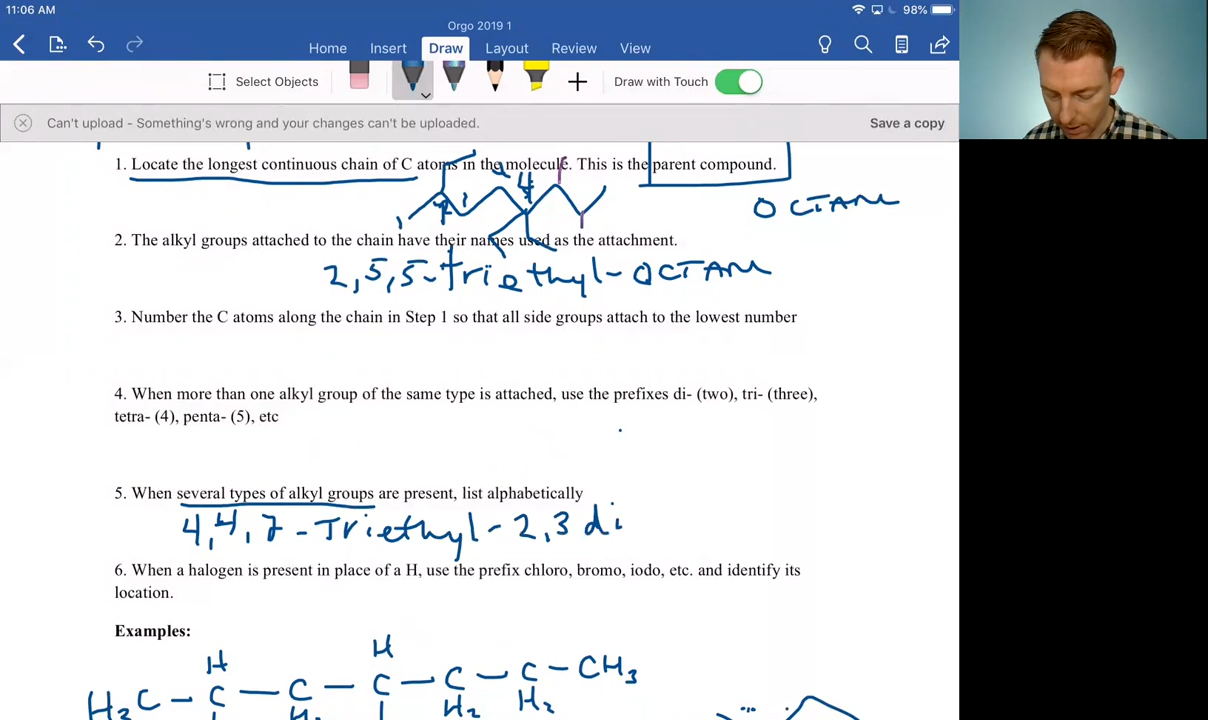 11:06 AM 98%
Orgo 2019 1
Home Insert Draw Layout Review View
Select Objects Draw with Touch
Can't upload - Something's wrong and your changes can't be uploaded. Save a copy
1. Locate the longest continuous chain of C atoms in the molecule. This is the parent compound.
4
OCTANE
2. The alkyl groups attached to the chain have their names used as the attachment.
2,5,5-triethyl-OCTANE
3. Number the C atoms along the chain in Step 1 so that all side groups attach to the lowest number
4. When more than one alkyl group of the same type is attached, use the prefixes di- (two), tri- (three),
tetra- (4), penta- (5), etc
5. When several types of alkyl groups are present, list alphabetically
4,4,7-Triethyl-2,3 di
6. When a halogen is present in place of a H, use the prefix chloro, bromo, iodo, etc. and identify its
location.
Examples:
H H
H3C - C - C - C - C - C - CH3
H2 H2